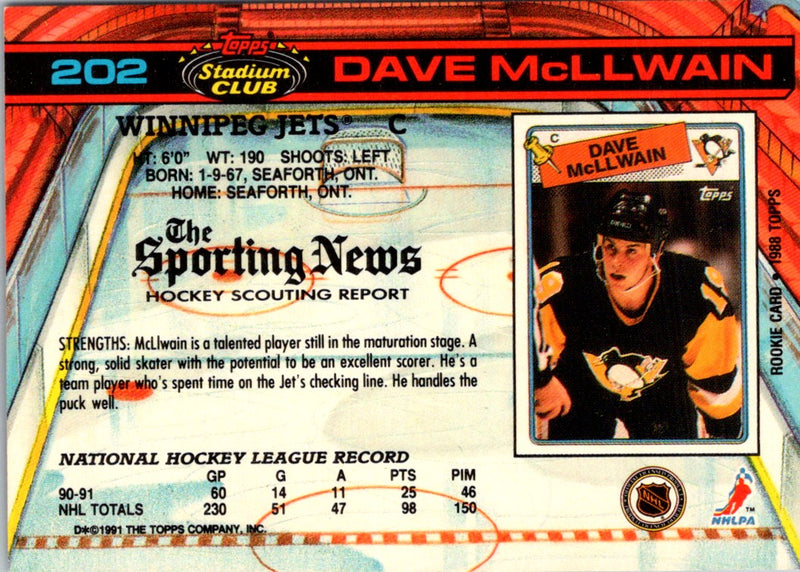 202
Topps
Stadium
CLUB
DAVE McLLWAIN
WINNIPEG JETS® C
HT: 6'0" WT: 190 SHOOTS: LEFT
BORN: 1-9-67, SEAFORTH, ONT.
HOME: SEAFORTH, ONT.
The
Sporting News
HOCKEY SCOUTING REPORT
STRENGTHS: McLlwain is a talented player still in the maturation stage. A
strong, solid skater with the potential to be an excellent scorer. He's a
team player who's spent time on the Jet's checking line. He handles the
puck well.
NATIONAL HOCKEY LEAGUE RECORD
GP G A PTS PIM
90-91 60 14 11 25 46
NHL TOTALS 230 51 47 98 150
D✱©1991 THE TOPPS COMPANY, INC.
C
DAVE
McLLWAIN
Topps
ROOKIE CARD • 1988 TOPPS
NHL
NHLPA™